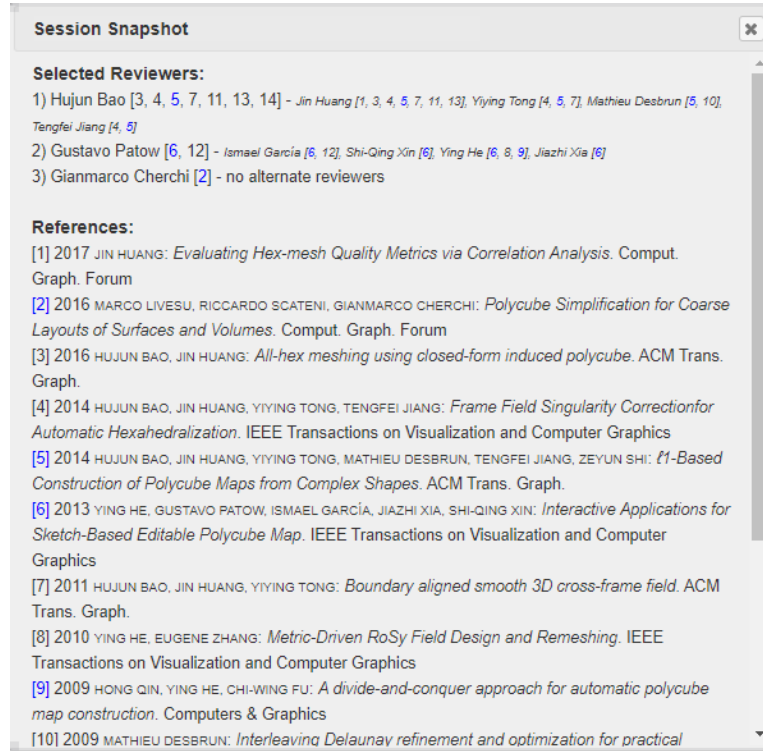 Session Snapshot
Selected Reviewers:
1) Hujun Bao [3, 4, 5, 7, 11, 13, 14] - Jin Huang [1, 3, 4, 5, 7, 11, 13], Yiying Tong [4, 5, 7], Mathieu Desbrun [5, 10],
Tengfei Jiang [4, 5]
2) Gustavo Patow [6, 12] - Ismael García [6, 12], Shi-Qing Xin [6], Ying He [6, 8, 9], Jiazhi Xia [6]
3) Gianmarco Cherchi [2] - no alternate reviewers
References:
[1] 2017 JIN HUANG: Evaluating Hex-mesh Quality Metrics via Correlation Analysis. Comput.
Graph. Forum
[2] 2016 MARCO LIVESU, RICCARDO SCATENI, GIANMARCO CHERCHI: Polycube Simplification for Coarse
Layouts of Surfaces and Volumes. Comput. Graph. Forum
[3] 2016 HUJUN BAO, JIN HUANG: All-hex meshing using closed-form induced polycube. ACM Trans.
Graph.
[4] 2014 HUJUN BAO, JIN HUANG, YIYING TONG, TENGFEI JIANG: Frame Field Singularity Correctionfor
Automatic Hexahedralization. IEEE Transactions on Visualization and Computer Graphics
[5] 2014 HUJUN BAO, JIN HUANG, YIYING TONG, MATHIEU DESBRUN, TENGFEI JIANG, ZEYUN SHI: ℓ1-Based
Construction of Polycube Maps from Complex Shapes. ACM Trans. Graph.
[6] 2013 YING HE, GUSTAVO PATOW, ISMAEL GARCÍA, JIAZHI XIA, SHI-QING XIN: Interactive Applications for
Sketch-Based Editable Polycube Map. IEEE Transactions on Visualization and Computer
Graphics
[7] 2011 HUJUN BAO, JIN HUANG, YIYING TONG: Boundary aligned smooth 3D cross-frame field. ACM
Trans. Graph.
[8] 2010 YING HE, EUGENE ZHANG: Metric-Driven RoSy Field Design and Remeshing. IEEE
Transactions on Visualization and Computer Graphics
[9] 2009 HONG QIN, YING HE, CHI-WING FU: A divide-and-conquer approach for automatic polycube
map construction. Computers & Graphics
[10] 2009 MATHIEU DESBRUN: Interleaving Delaunay refinement and optimization for practical